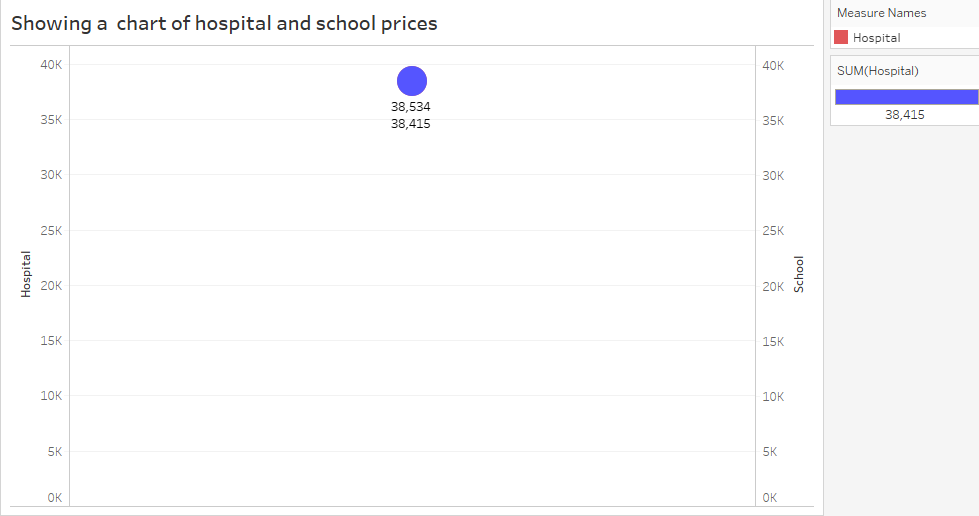 Showing a  chart of hospital and school prices
40K
35K
30K
25K
20K
15K
10K
5K
0K
Hospital
38,534
38,415
40K
35K
30K
25K
20K
15K
10K
5K
0K
School
Measure Names
Hospital
SUM(Hospital)
38,415